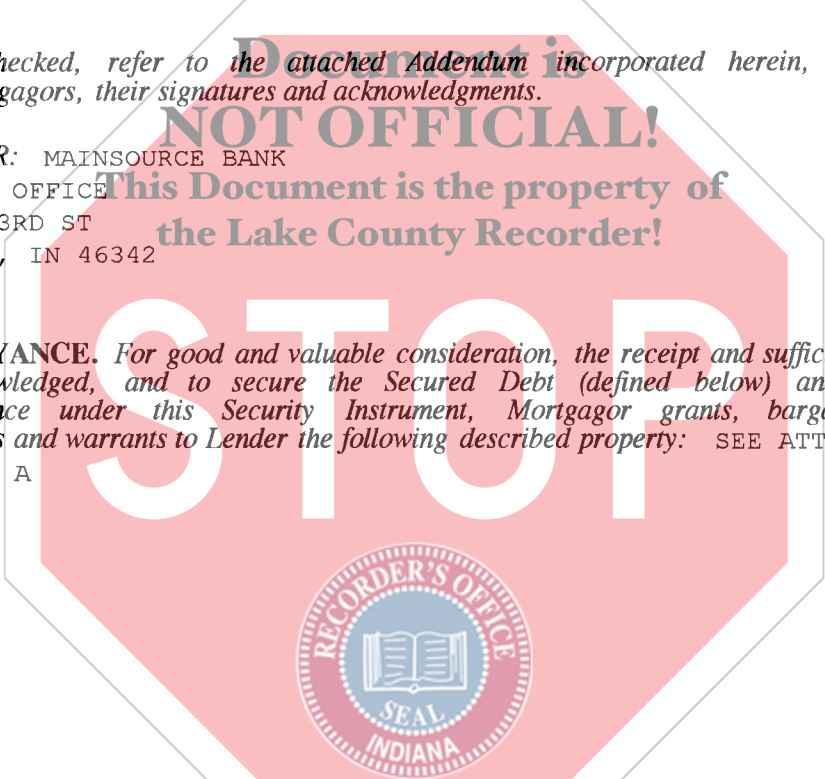 hecked, refer to the attached Addendum incorporated herein,
gagors, their signatures and acknowledgments.
Document is
NOT OFFICIAL!
This Document is the property of
the Lake County Recorder!
R: MAINSOURCE BANK
OFFICE
3RD ST
, IN 46342
YANCE. For good and valuable consideration, the receipt and suffic
wledged, and to secure the Secured Debt (defined below) an
nce under this Security Instrument, Mortgagor grants, barg
s and warrants to Lender the following described property: SEE ATT
A
STOP
RECORDER'S OFFICE
SEAL
INDIANA